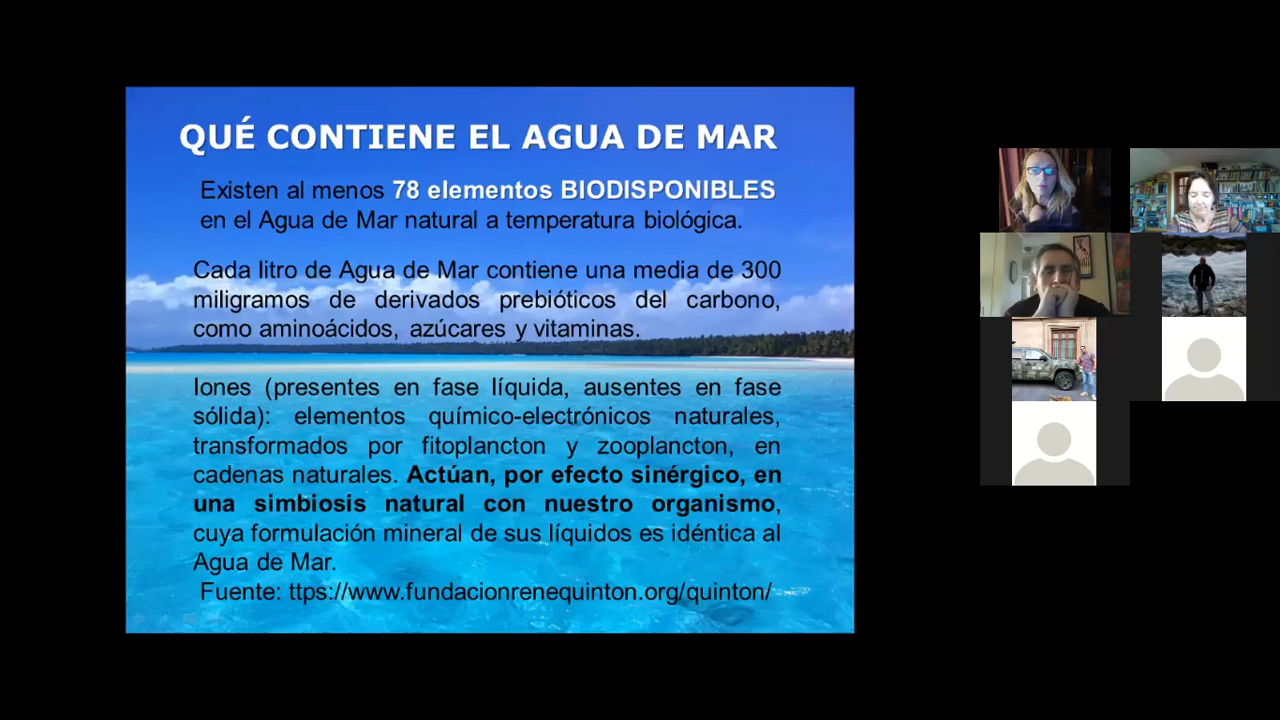 QUÉ CONTIENE EL AGUA DE MAR
Existen al menos 78 elementos BIODISPONIBLES
en el Agua de Mar natural a temperatura biológica.
Cada litro de Agua de Mar contiene una media de 300
miligramos de derivados prebióticos del carbono,
como aminoácidos, azúcares y vitaminas.
Iones (presentes en fase líquida, ausentes en fase
sólida): elementos químico-electrónicos naturales,
transformados por fitoplancton y zooplancton, en
cadenas naturales. Actúan, por efecto sinérgico, en
una simbiosis natural con nuestro organismo,
cuya formulación mineral de sus líquidos es idéntica al
Agua de Mar.
Fuente: ttps://www.fundacionrenequinton.org/quinton/